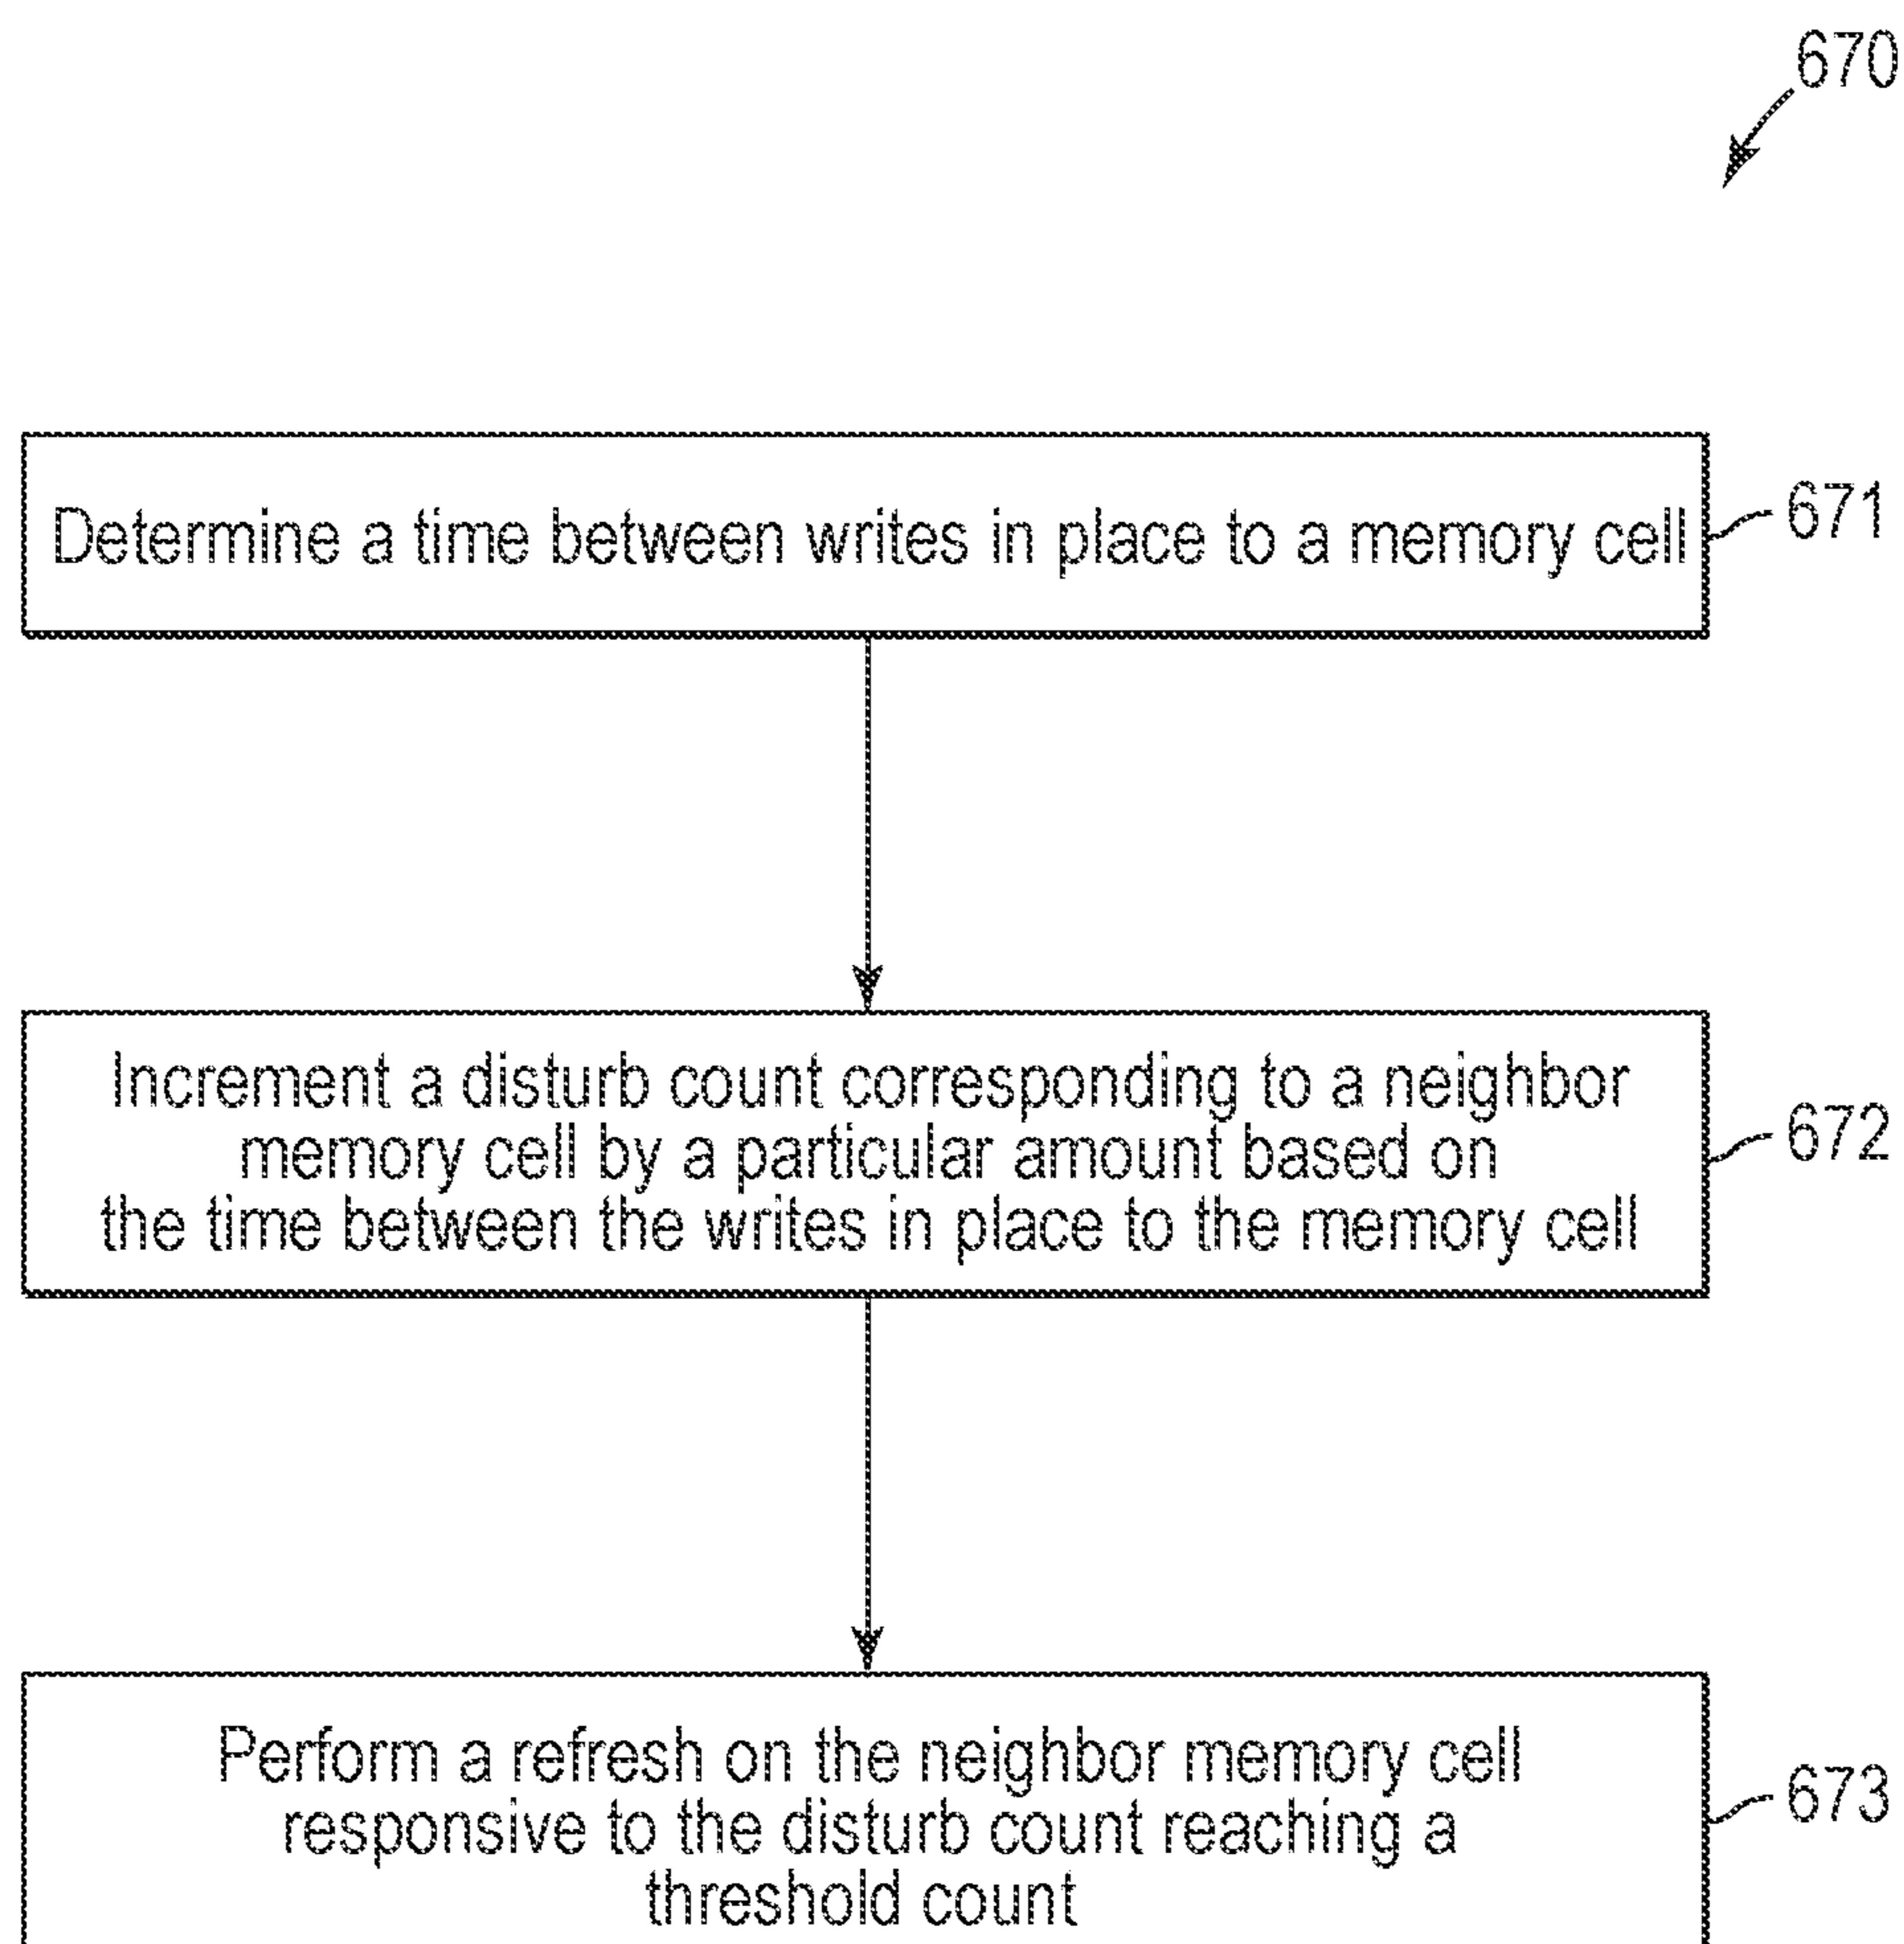 670
Determine a time between writes in place to a memory cell
671
Increment a disturb count corresponding to a neighbor
memory cell by a particular amount based on
the time between the writes in place to the memory cell
672
Perform a refresh on the neighbor memory cell
responsive to the disturb count reaching a
threshold count
673